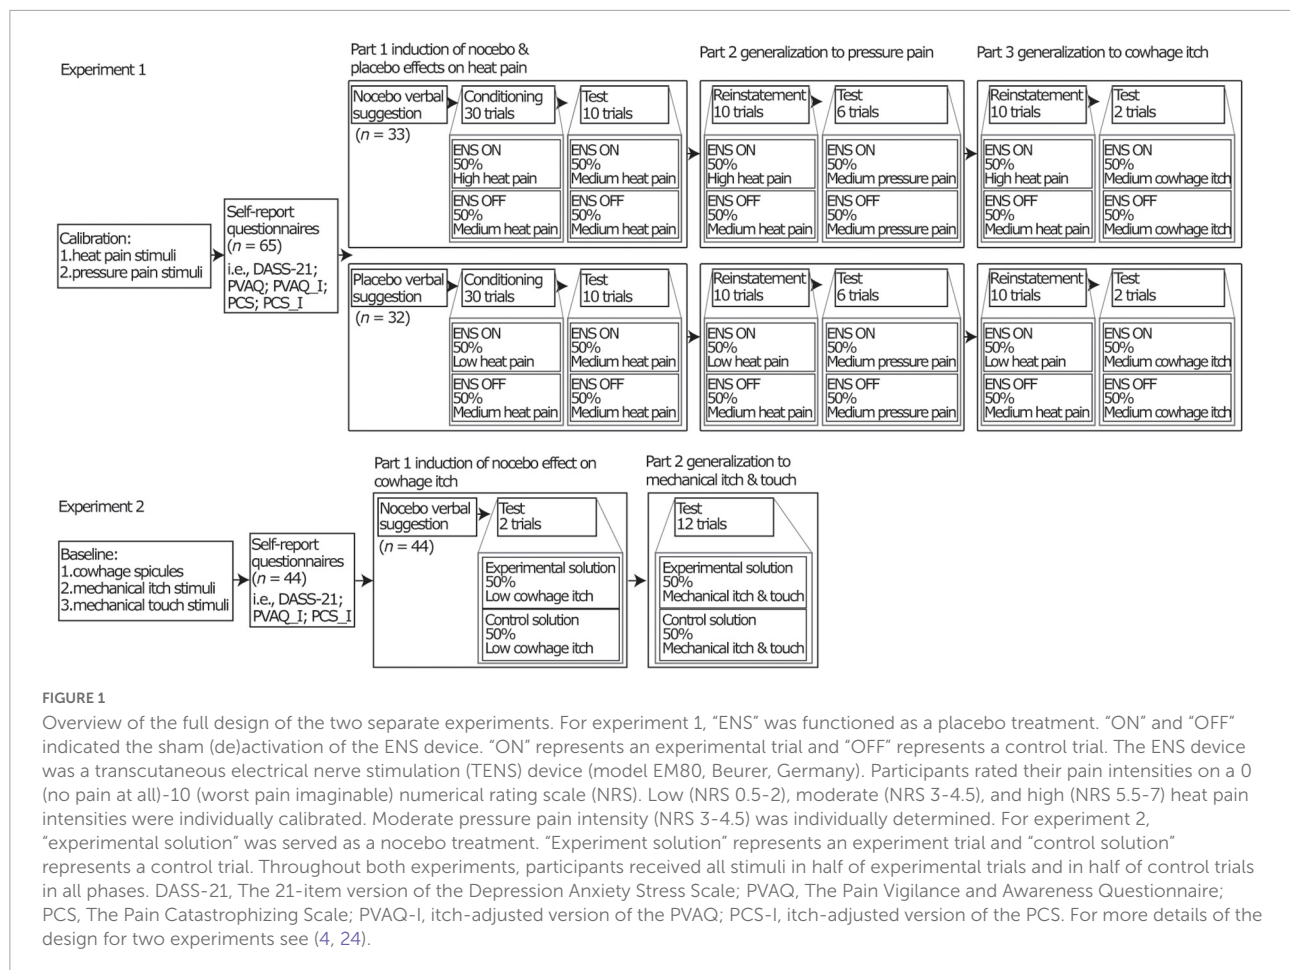 Experiment 1
Part 1 induction of nocebo &
placebo effects on heat pain
Part 2 generalization to pressure pain
Part 3 generalization to cowhage itch
Calibration:
1.heat pain stimuli
2.pressure pain stimuli
Self-report
questionnaires
(n = 65)
i.e., DASS-21;
PVAQ; PVAQ_I;
PCS; PCS_I
Nocebo verbal
suggestion
(n = 33)
Conditioning
30 trials
Test
10 trials
ENS ON
50%
High heat pain
ENS OFF
50%
Medium heat pain
ENS ON
50%
Medium heat pain
ENS OFF
50%
Medium heat pain
Reinstatement
10 trials
Test
6 trials
ENS ON
50%
High heat pain
ENS OFF
50%
Medium heat pain
ENS ON
50%
Medium pressure pain
ENS OFF
50%
Medium pressure pain
Reinstatement
10 trials
Test
2 trials
ENS ON
50%
High heat pain
ENS OFF
50%
Medium heat pain
ENS ON
50%
Medium cowhage itch
ENS OFF
50%
Medium cowhage itch
Placebo verbal
suggestion
(n = 32)
Conditioning
30 trials
Test
10 trials
ENS ON
50%
Low heat pain
ENS OFF
50%
Medium heat pain
ENS ON
50%
Medium heat pain
ENS OFF
50%
Medium heat pain
Reinstatement
10 trials
Test
6 trials
ENS ON
50%
Low heat pain
ENS OFF
50%
Medium heat pain
ENS ON
50%
Medium pressure pain
ENS OFF
50%
Medium pressure pain
Reinstatement
10 trials
Test
2 trials
ENS ON
50%
Low heat pain
ENS OFF
50%
Medium heat pain
ENS ON
50%
Medium cowhage itch
ENS OFF
50%
Medium cowhage itch
Experiment 2
Part 1 induction of nocebo effect on
cowhage itch
Part 2 generalization to
mechanical itch & touch
Baseline:
1.cowhage spicules
2.mechanical itch stimuli
3.mechanical touch stimuli
Self-report
questionnaires
(n = 44)
i.e., DASS-21;
PVAQ_I; PCS_I
Nocebo verbal
suggestion
(n = 44)
Test
2 trials
Experimental solution
50%
Low cowhage itch
Control solution
50%
Low cowhage itch
Test
12 trials
Experimental solution
50%
Mechanical itch & touch
Control solution
50%
Mechanical itch & touch
FIGURE 1
Overview of the full design of the two separate experiments. For experiment 1, “ENS” was functioned as a placebo treatment. “ON” and “OFF”
indicated the sham (de)activation of the ENS device. “ON” represents an experimental trial and “OFF” represents a control trial. The ENS device
was a transcutaneous electrical nerve stimulation (TENS) device (model EM80, Beurer, Germany). Participants rated their pain intensities on a 0
(no pain at all)-10 (worst pain imaginable) numerical rating scale (NRS). Low (NRS 0.5-2), moderate (NRS 3-4.5), and high (NRS 5.5-7) heat pain
intensities were individually calibrated. Moderate pressure pain intensity (NRS 3-4.5) was individually determined. For experiment 2,
“experimental solution” was served as a nocebo treatment. “Experiment solution” represents an experiment trial and “control solution”
represents a control trial. Throughout both experiments, participants received all stimuli in half of experimental trials and in half of control trials
in all phases. DASS-21, The 21-item version of the Depression Anxiety Stress Scale; PVAQ, The Pain Vigilance and Awareness Questionnaire;
PCS, The Pain Catastrophizing Scale; PVAQ-I, itch-adjusted version of the PVAQ; PCS-I, itch-adjusted version of the PCS. For more details of the
design for two experiments see (4, 24).